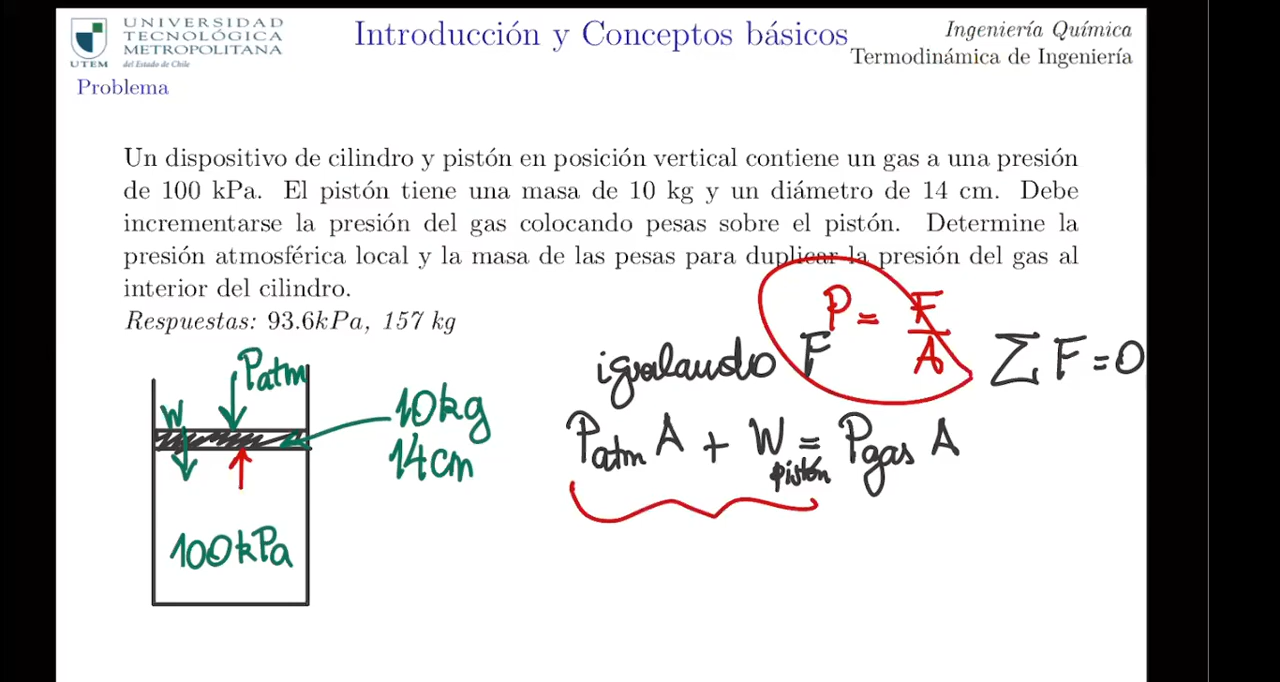 UNIVERSIDAD
TECNOLÓGICA
METROPOLITANA
del Estado de Chile
UTEM
Introducción y Conceptos básicos
Ingeniería Química
Termodinámica de Ingeniería
Problema
Un dispositivo de cilindro y pistón en posición vertical contiene un gas a una presión
de 100 kPa. El pistón tiene una masa de 10 kg y un diámetro de 14 cm. Debe
incrementarse la presión del gas colocando pesas sobre el pistón. Determine la
presión atmosférica local y la masa de las pesas para duplicar la presión del gas al
interior del cilindro.
Respuestas: 93.6kPa, 157 kg
P = F/A
igualando F
∑ F = 0
Patm
W
10kg
14cm
Patm A + W pistón = Pgas A
100kPa